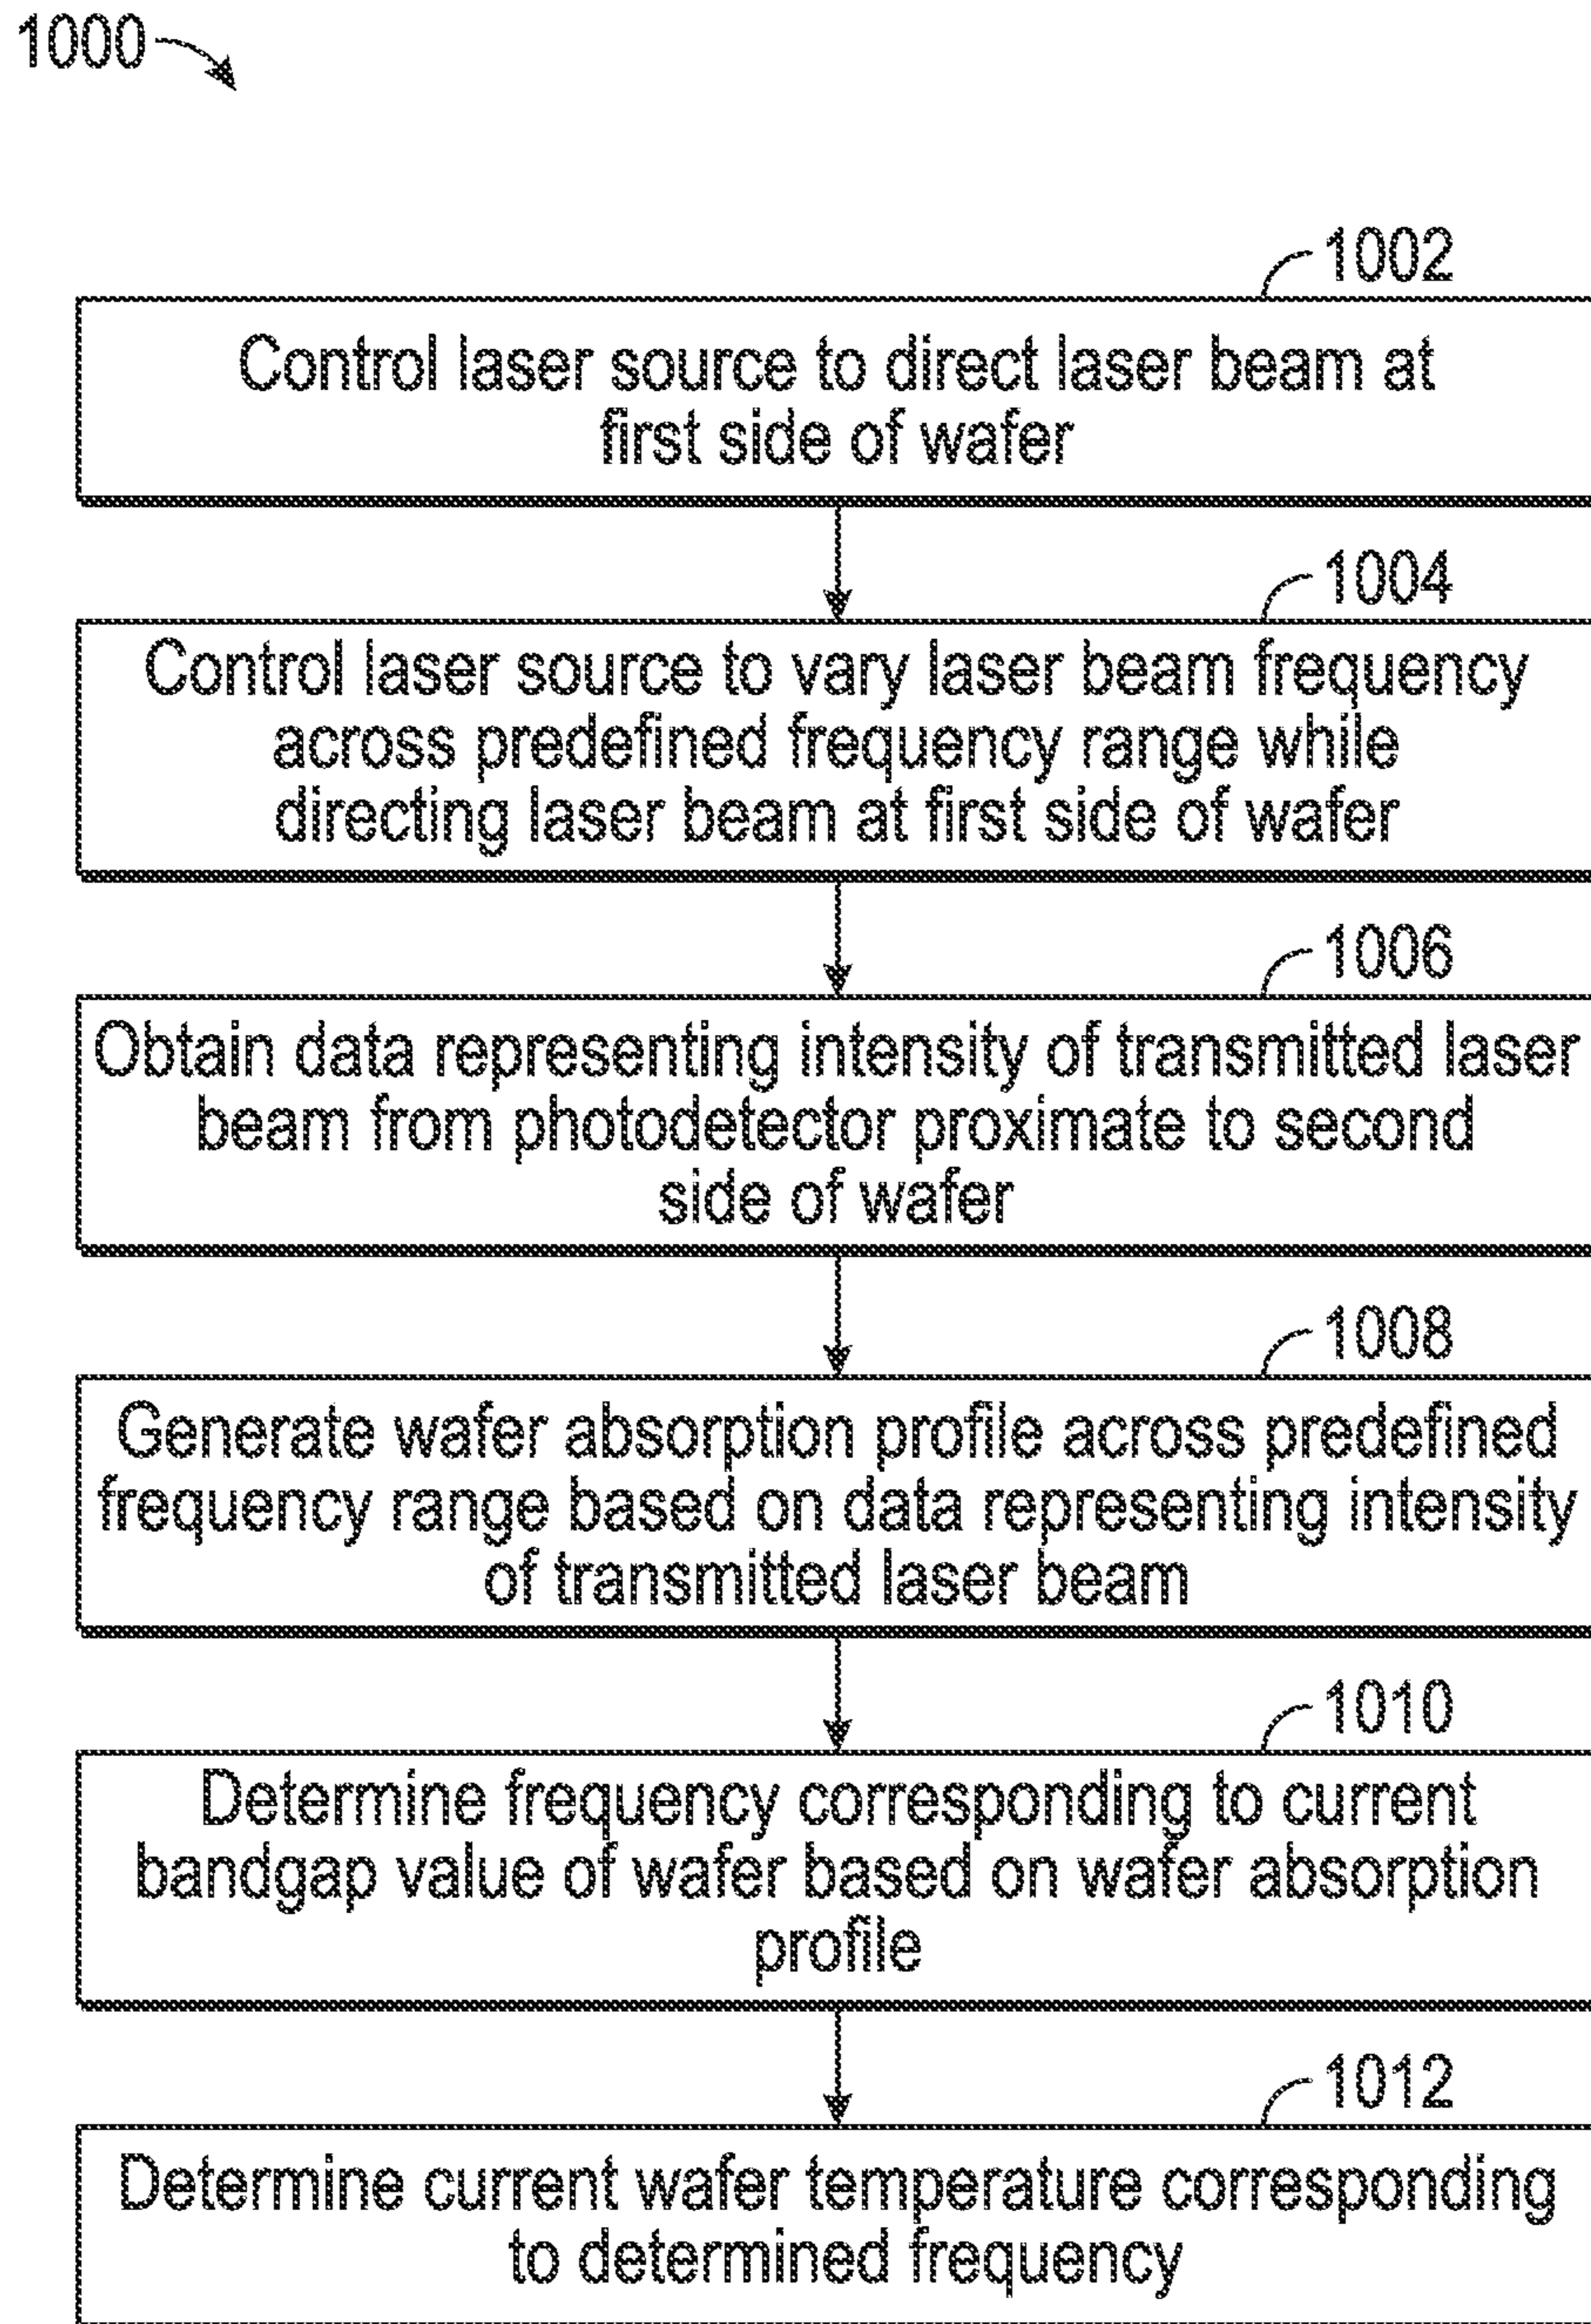 1000
1002
Control laser source to direct laser beam at
first side of wafer
1004
Control laser source to vary laser beam frequency
across predefined frequency range while
directing laser beam at first side of wafer
1006
Obtain data representing intensity of transmitted laser
beam from photodetector proximate to second
side of wafer
1008
Generate wafer absorption profile across predefined
frequency range based on data representing intensity
of transmitted laser beam
1010
Determine frequency corresponding to current
bandgap value of wafer based on wafer absorption
profile
1012
Determine current wafer temperature corresponding
to determined frequency